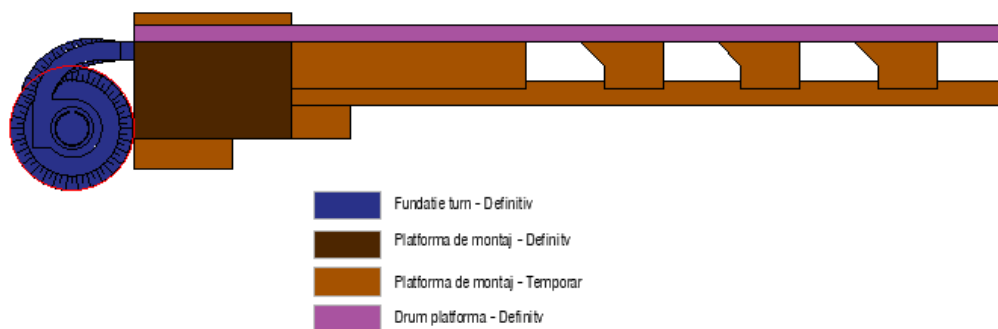 Fundatie turn - Definitiv
Platforma de montaj - Definitv
Platforma de montaj - Temporar
Drum platforma - Definitv